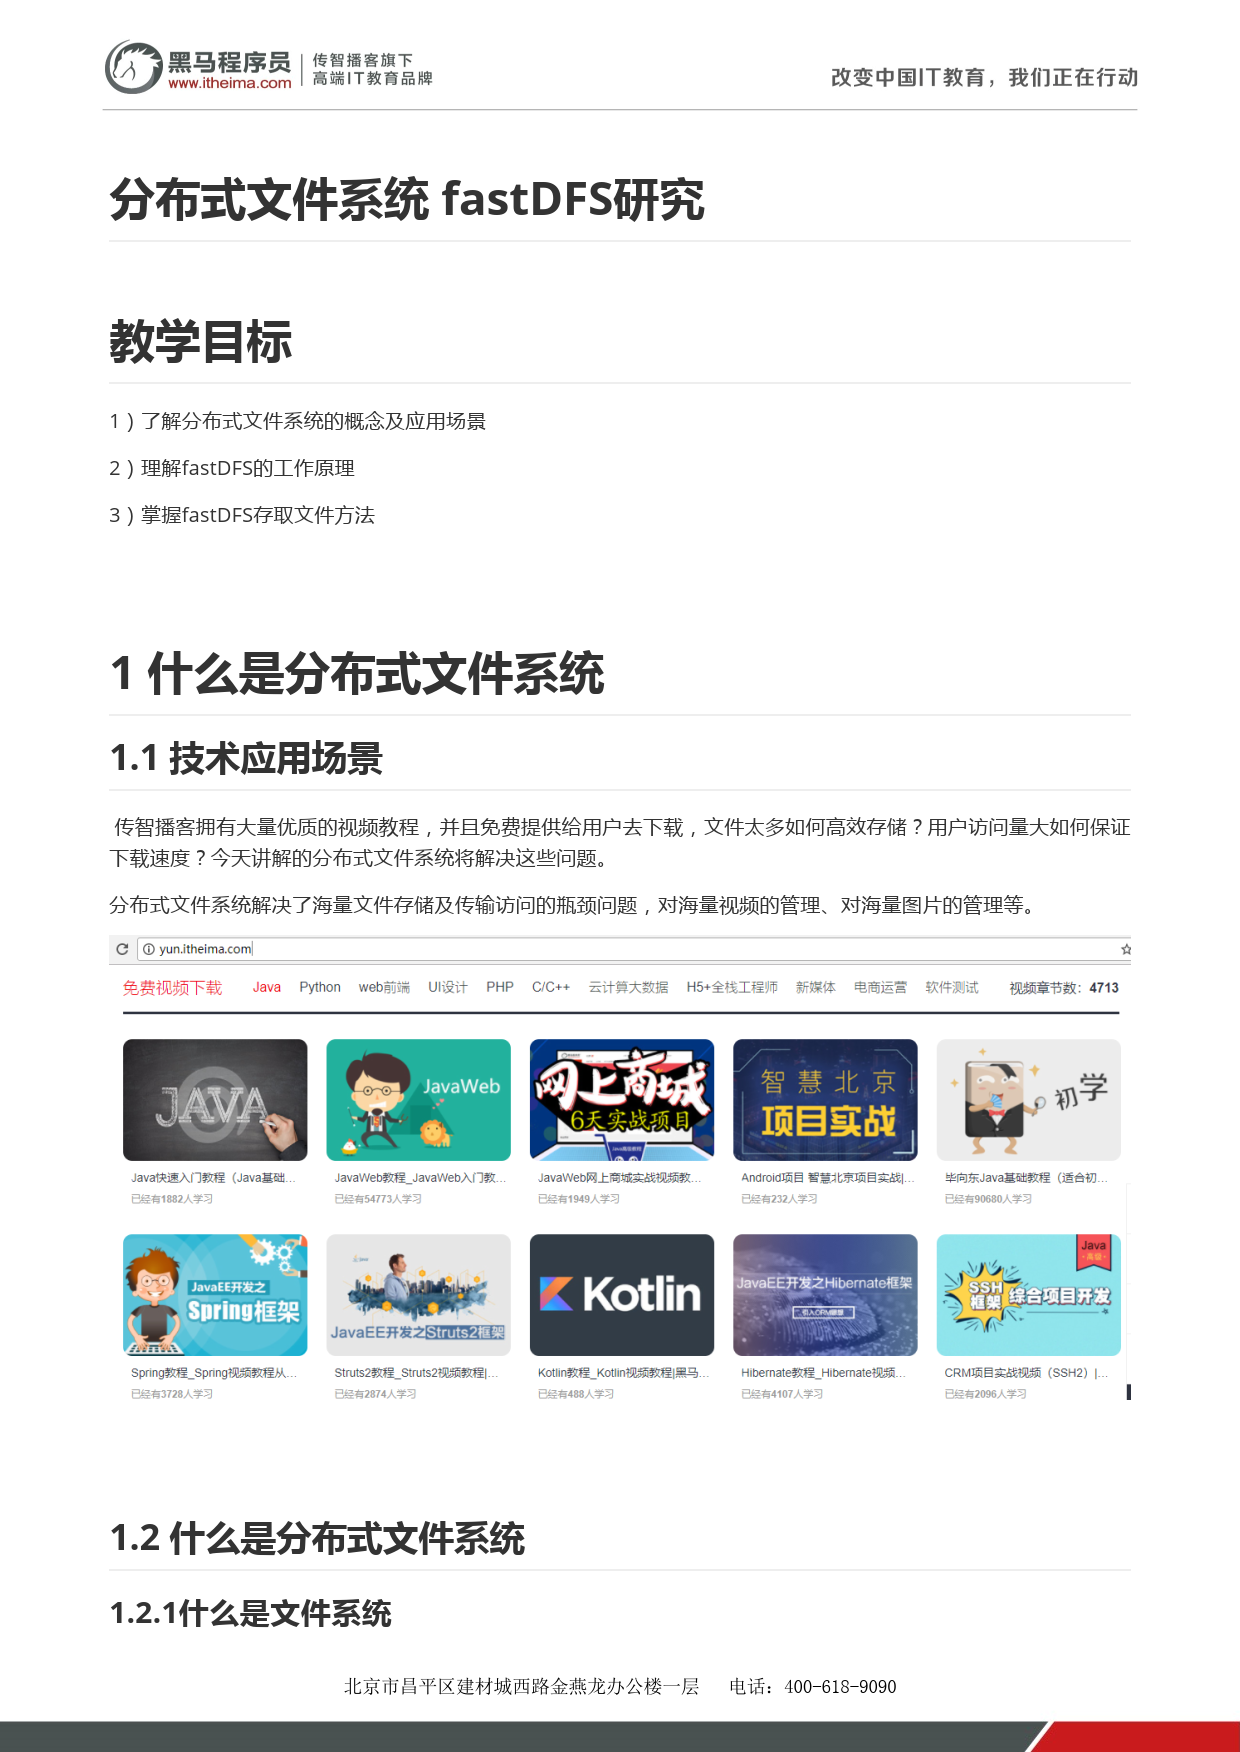 黑马程序员
www.itheima.com
传智播客旗下
高端IT教育品牌
改变中国IT教育，我们正在行动
分布式文件系统 fastDFS研究
教学目标
1）了解分布式文件系统的概念及应用场景
2）理解fastDFS的工作原理
3）掌握fastDFS存取文件方法
1 什么是分布式文件系统
1.1 技术应用场景
传智播客拥有大量优质的视频教程，并且免费提供给用户去下载，文件太多如何高效存储？用户访问量大如何保证
下载速度？今天讲解的分布式文件系统将解决这些问题。
分布式文件系统解决了海量文件存储及传输访问的瓶颈问题，对海量视频的管理、对海量图片的管理等。
yun.itheima.com
免费视频下载 Java Python web前端 UI设计 PHP C/C++ 云计算大数据 H5+全栈工程师 新媒体 电商运营 软件测试 视频章节数：4713
JAVA
JavaWeb
网上商城
6天实战项目
智慧北京
项目实战
初学
Java快速入门教程（Java基础...
JavaWeb教程_JavaWeb入门教...
JavaWeb网上商城实战视频教...
Android项目 智慧北京项目实战|...
毕向东Java基础教程（适合初...
已经有1882人学习
已经有54773人学习
已经有1949人学习
已经有232人学习
已经有90680人学习
JavaEE开发之
Spring框架
JavaEE开发之Struts2框架
Kotlin
JavaEE开发之Hibernate框架
引入ORM思想
Java
高级
SSH
框架
综合项目开发
Spring教程_Spring视频教程从...
Struts2教程_Struts2视频教程|...
Kotlin教程_Kotlin视频教程|黑马...
Hibernate教程_Hibernate视频...
CRM项目实战视频（SSH2）|...
已经有3728人学习
已经有2874人学习
已经有488人学习
已经有4107人学习
已经有2096人学习
1.2 什么是分布式文件系统
1.2.1什么是文件系统
北京市昌平区建材城西路金燕龙办公楼一层 电话：400-618-9090